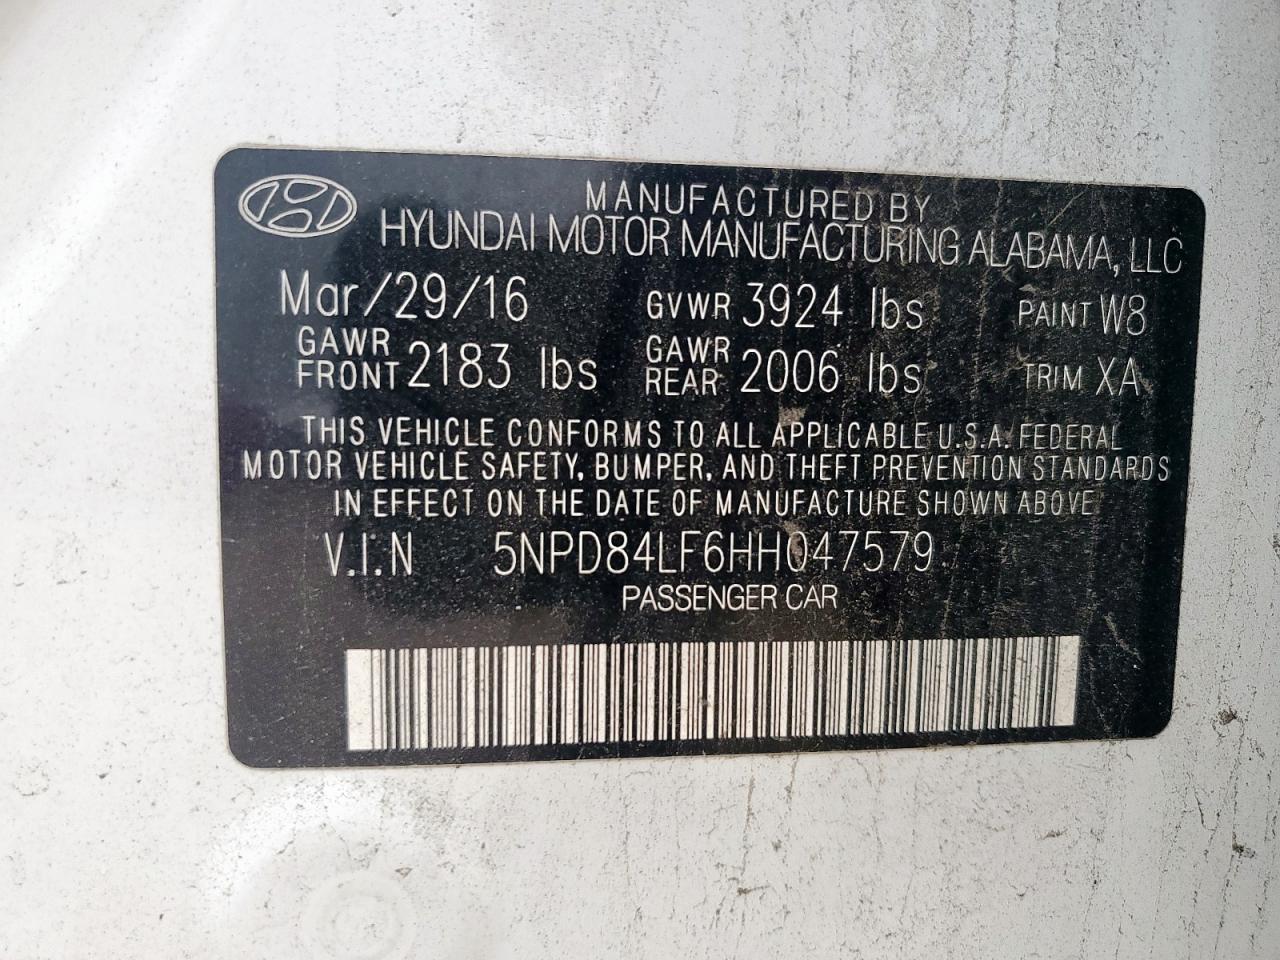 MANUFACTURED BY
HYUNDAI MOTOR MANUFACTURING ALABAMA, LLC
Mar/29/16 GVWR 3924 lbs PAINT W8
GAWR FRONT 2183 lbs GAWR REAR 2006 lbs TRIM XA
THIS VEHICLE CONFORMS TO ALL APPLICABLE U.S.A. FEDERAL
MOTOR VEHICLE SAFETY, BUMPER, AND THEFT PREVENTION STANDARDS
IN EFFECT ON THE DATE OF MANUFACTURE SHOWN ABOVE
V.I.N 5NPD84LF6HH047579
PASSENGER CAR